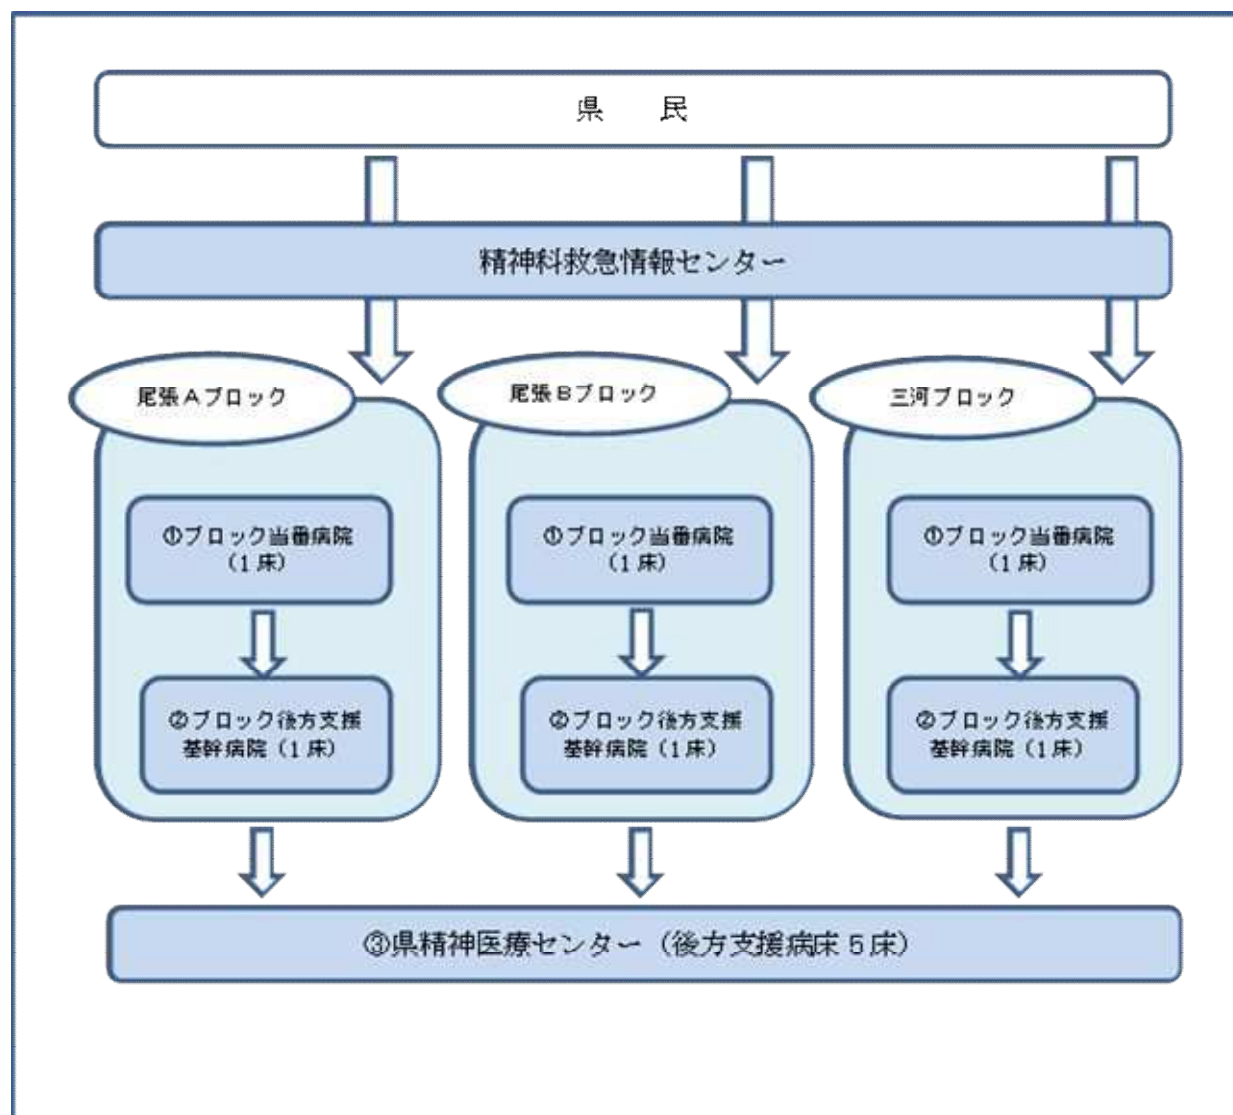 県　　民
精神科救急情報センター
尾張Aブロック
①ブロック当番病院
（1床）
②ブロック後方支援
基幹病院（1床）
尾張Bブロック
①ブロック当番病院
（1床）
②ブロック後方支援
基幹病院（1床）
三河ブロック
①ブロック当番病院
（1床）
②ブロック後方支援
基幹病院（1床）
③県精神医療センター（後方支援病床5床）